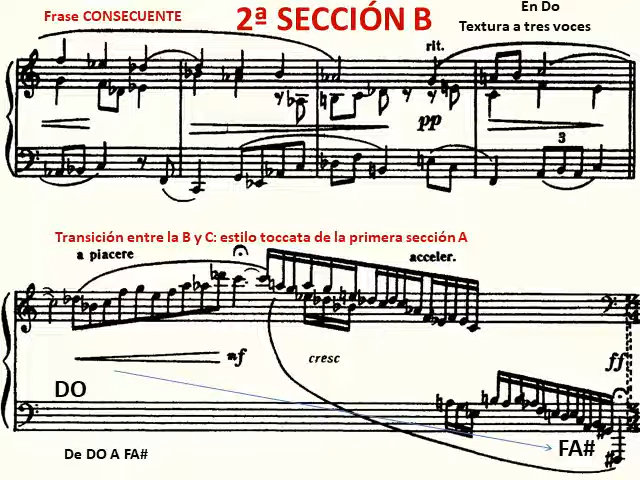 Frase CONSECUENTE
2ª SECCIÓN B
En Do
Textura a tres voces
rit.
pp
3
Transición entre la B y C: estilo toccata de la primera sección A
a piacere
acceler.
mf
cresc
ff
DO
FA#
De DO A FA#